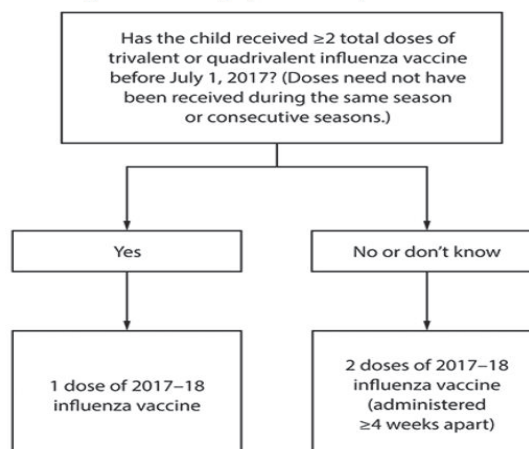 Has the child received ≥2 total doses of
trivalent or quadrivalent influenza vaccine
before July 1, 2017? (Doses need not have
been received during the same season
or consecutive seasons.)
Yes
No or don’t know
1 dose of 2017–18
influenza vaccine
2 doses of 2017–18
influenza vaccine
(administered
≥4 weeks apart)